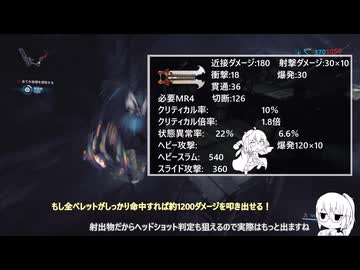 370 1050
近接ダメージ:180 射撃ダメージ:30×10
衝撃:18 爆発:30
貫通:36
必要MR4 切断:126
クリティカル率: 10%
クリティカル倍率: 1.8倍
状態異常率: 22% 6.6%
ヘビー攻撃: 爆発120×10
ヘビースラム: 540
スライド攻撃: 360
もし全ペレットがしっかり命中すれば約1200ダメージを叩き出せる！
射出物だからヘッドショット判定も狙えるので実際はもっと出ますね